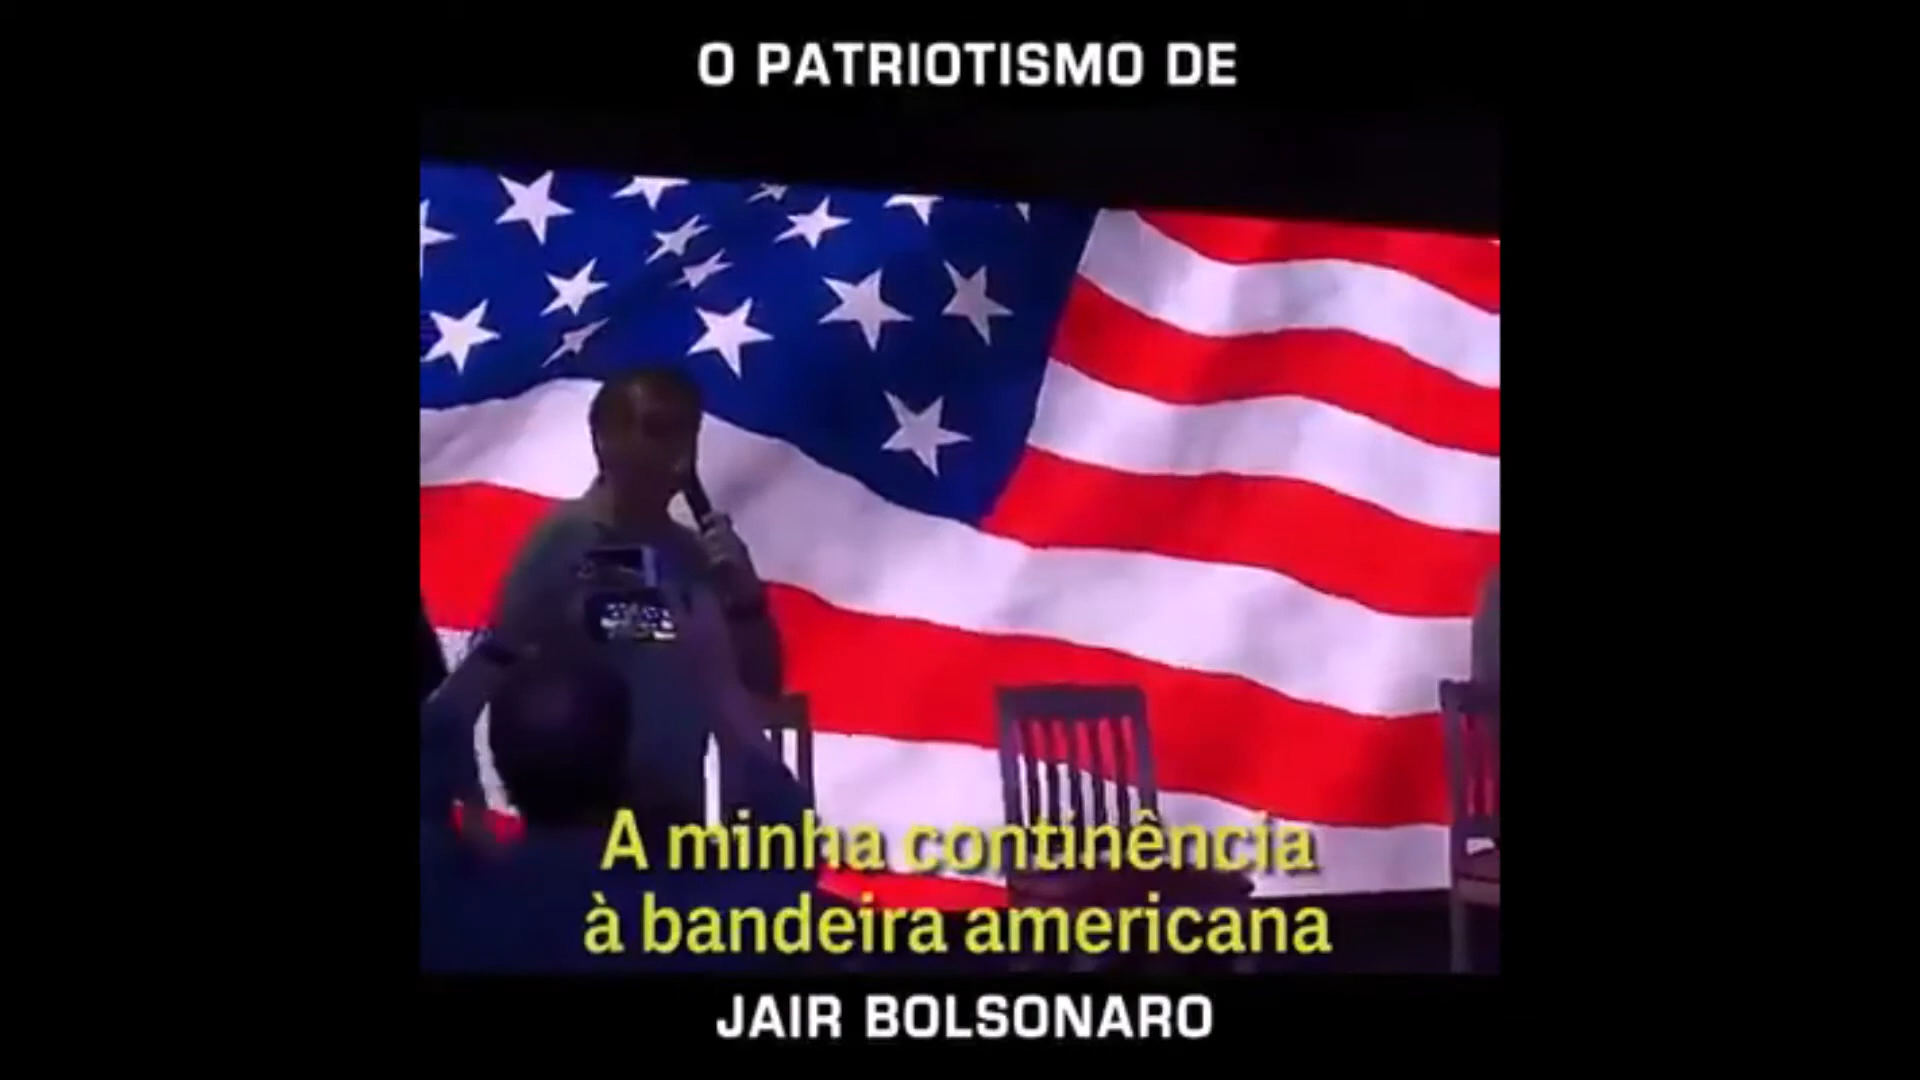 O PATRIOTISMO DE
A minha continência
à bandeira americana
JAIR BOLSONARO